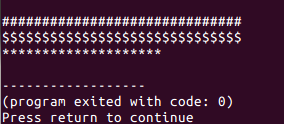 ##############################
$$$$$$$$$$$$$$$$$$$$$$$$$$$$$$
********************
------------------
(program exited with code: 0)
Press return to continue